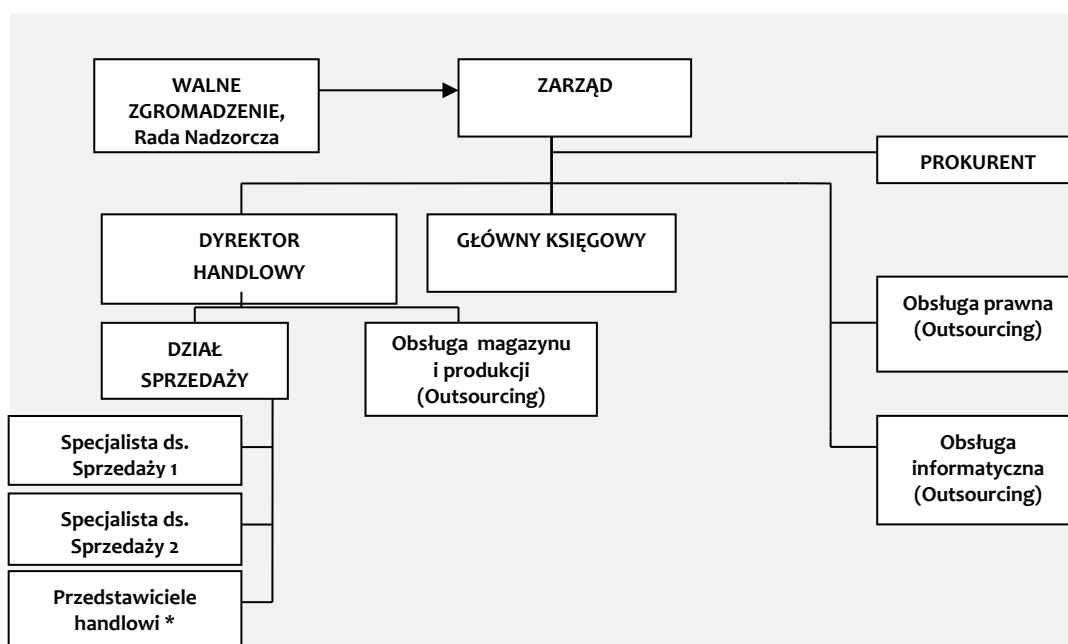 WALNE
ZGROMADZENIE,
Rada Nadzorcza
ZARZĄD
PROKURENT
DYREKTOR
HANDLOWY
GŁÓWNY KSIĘGOWY
Obsługa prawna
(Outsourcing)
DZIAŁ
SPRZEDAŻY
Obsługa magazynu
i produkcji
(Outsourcing)
Specjalista ds.
Sprzedaży 1
Obsługa
informatyczna
(Outsourcing)
Specjalista ds.
Sprzedaży 2
Przedstawiciele
handlowi *